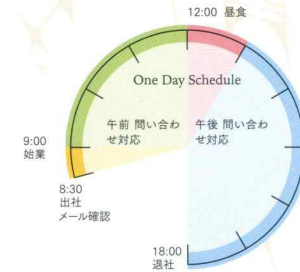 12:00 昼食
One Day Schedule
午前 問い合わ
せ対応
午後 問い合わ
せ対応
9:00
始業
8:30
出社
メール確認
18:00
退社